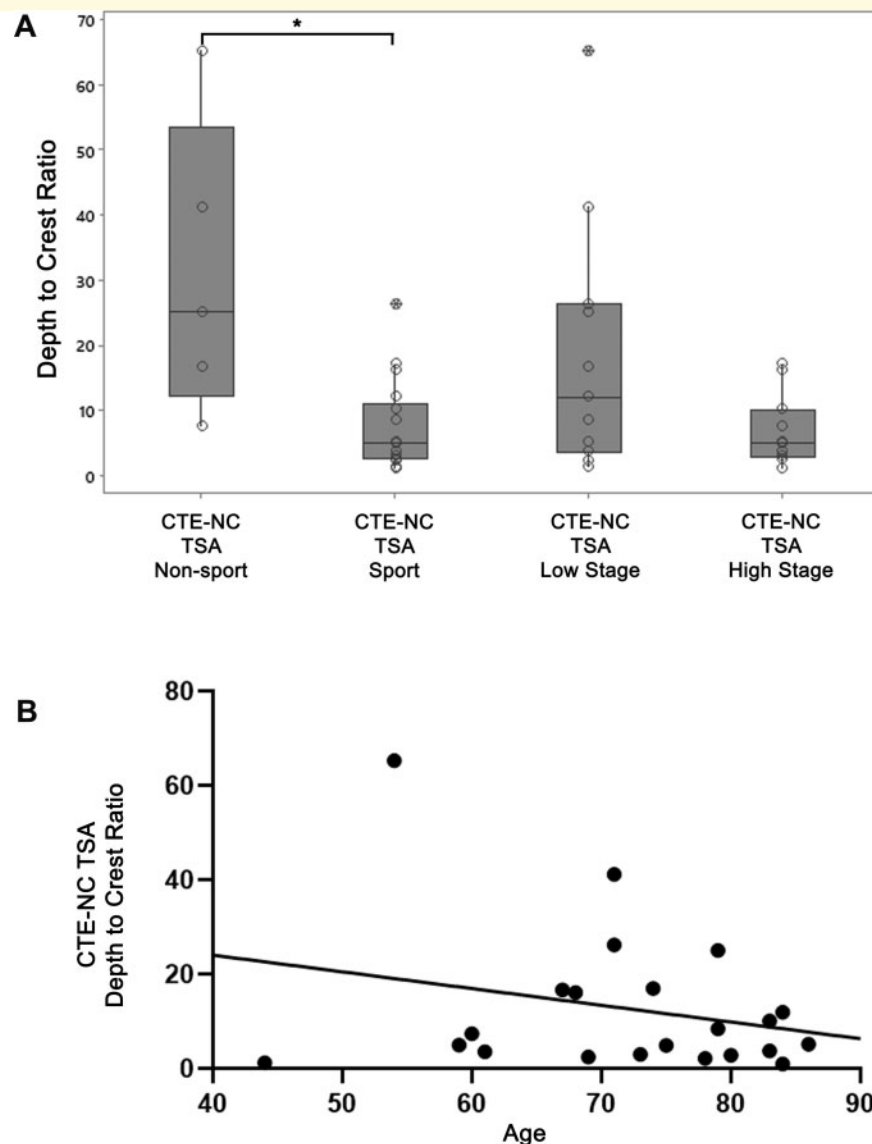 A
*
70
60
50
40
30
20
10
0
Depth to Crest Ratio
CTE-NC
TSA
Non-sport
CTE-NC
TSA
Sport
CTE-NC
TSA
Low Stage
CTE-NC
TSA
High Stage
B
80
60
40
20
0
CTE-NC TSA
Depth to Crest Ratio
40 50 60 70 80 90
Age